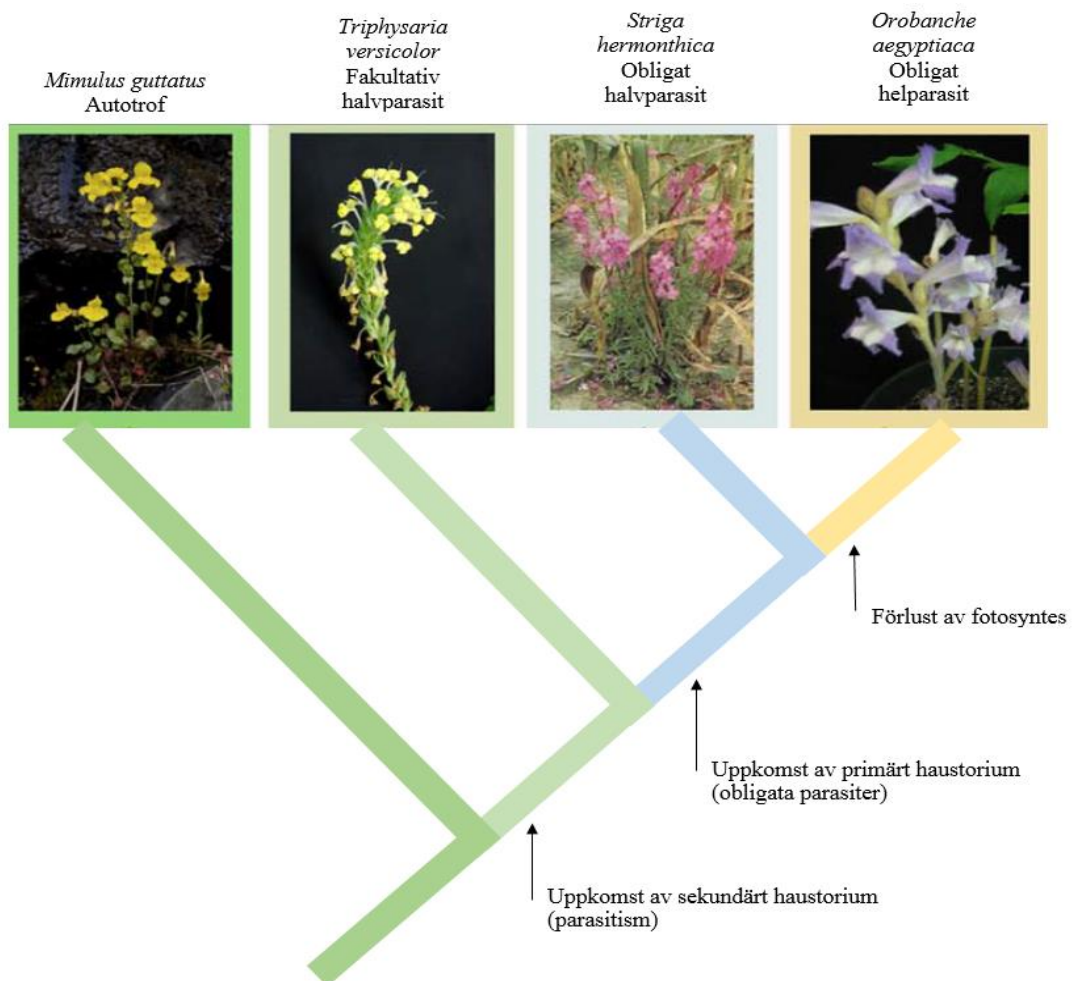 Mimulus guttatus
Autotrof
Triphysaria
versicolor
Fakultativ
halvparasit
Striga
hermonthica
Obligat
halvparasit
Orobanche
aegyptiaca
Obligat
helparasit
Förlust av fotosyntes
Uppkomst av primärt haustorium
(obligata parasiter)
Uppkomst av sekundärt haustorium
(parasitism)